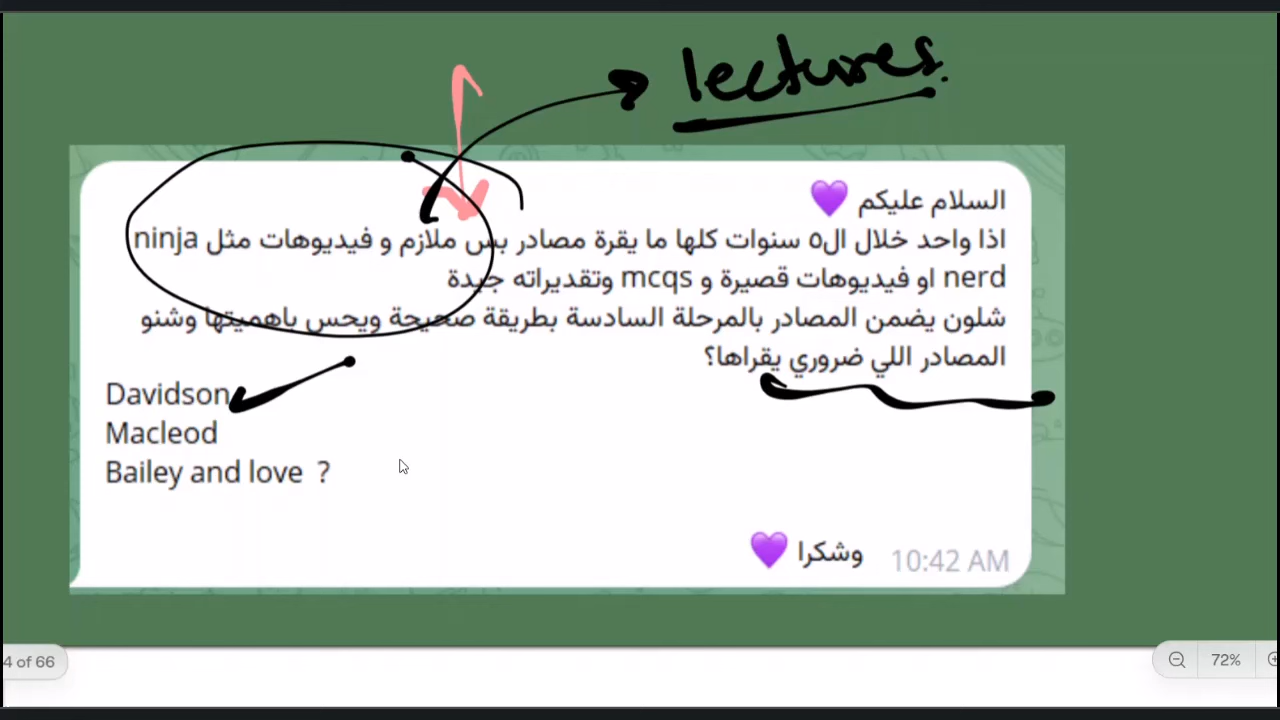 lectures.
السلام عليكم 💜
اذا واحد خلال ال٥ سنوات كلها ما يقرة مصادر بس ملازم و فيديوهات مثل ninja
nerd او فيديوهات قصيرة و mcqs وتقديراته جيدة
شلون يضمن المصادر بالمرحلة السادسة بطريقة صحيحة ويحس باهميتها وشنو
المصادر اللي ضروري يقراها؟
Davidson
Macleod
Bailey and love ?
وشكرا 💜
10:42 AM
4 of 66
72%